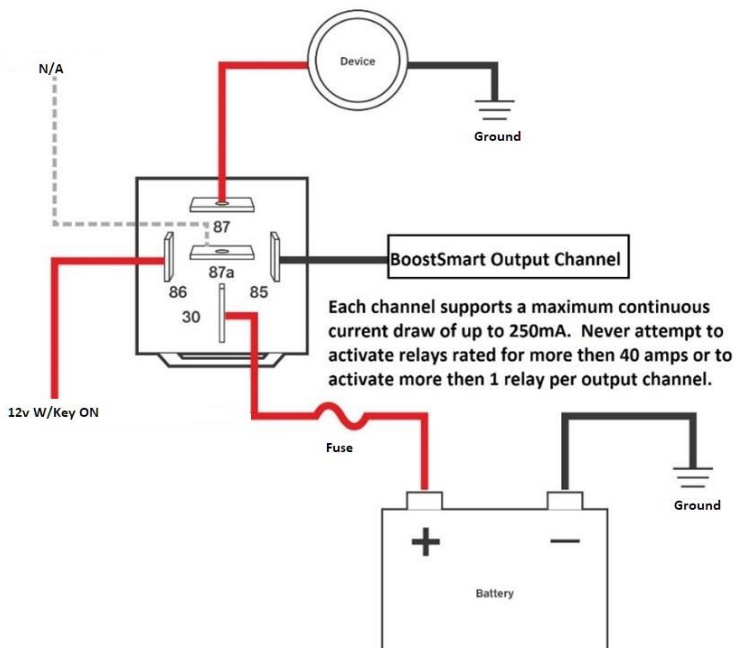 Device
N/A
Ground
87
87a
86
85
30
BoostSmart Output Channel
Each channel supports a maximum continuous
current draw of up to 250mA.  Never attempt to
activate relays rated for more then 40 amps or to
activate more then 1 relay per output channel.
12v W/Key ON
Fuse
Ground
+
−
Battery